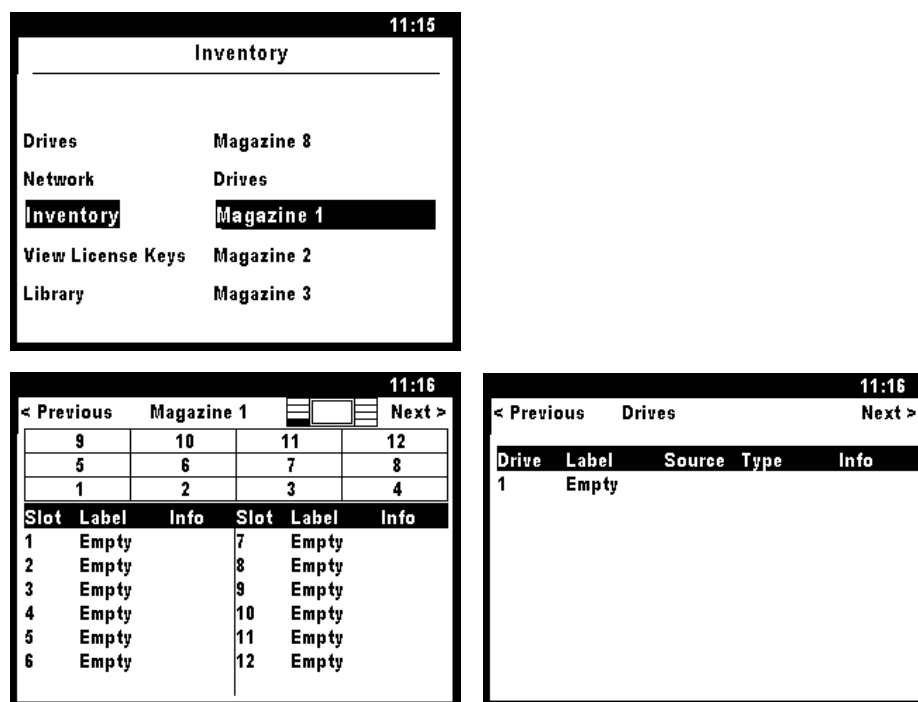 11:15
Inventory
Drives Magazine 8
Network Drives
Inventory Magazine 1
View License Keys Magazine 2
Library Magazine 3
11:16
< Previous Magazine 1 Next >
9 10 11 12
5 6 7 8
1 2 3 4
Slot Label Info Slot Label Info
1 Empty 7 Empty
2 Empty 8 Empty
3 Empty 9 Empty
4 Empty 10 Empty
5 Empty 11 Empty
6 Empty 12 Empty
11:16
< Previous Drives Next >
Drive Label Source Type Info
1 Empty